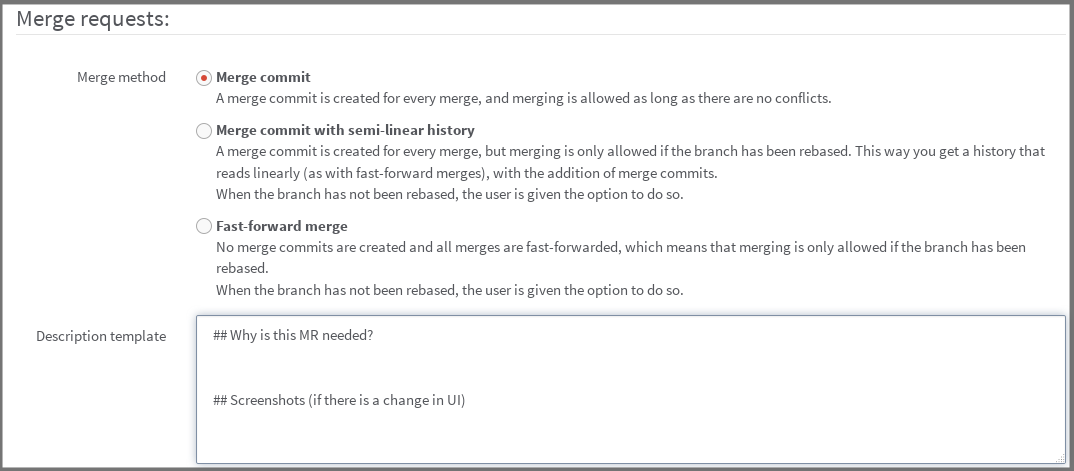 Merge requests:
Merge method
Merge commit
A merge commit is created for every merge, and merging is allowed as long as there are no conflicts.
Merge commit with semi-linear history
A merge commit is created for every merge, but merging is only allowed if the branch has been rebased. This way you get a history that
reads linearly (as with fast-forward merges), with the addition of merge commits.
When the branch has not been rebased, the user is given the option to do so.
Fast-forward merge
No merge commits are created and all merges are fast-forwarded, which means that merging is only allowed if the branch has been
rebased.
When the branch has not been rebased, the user is given the option to do so.
Description template
## Why is this MR needed?
## Screenshots (if there is a change in UI)